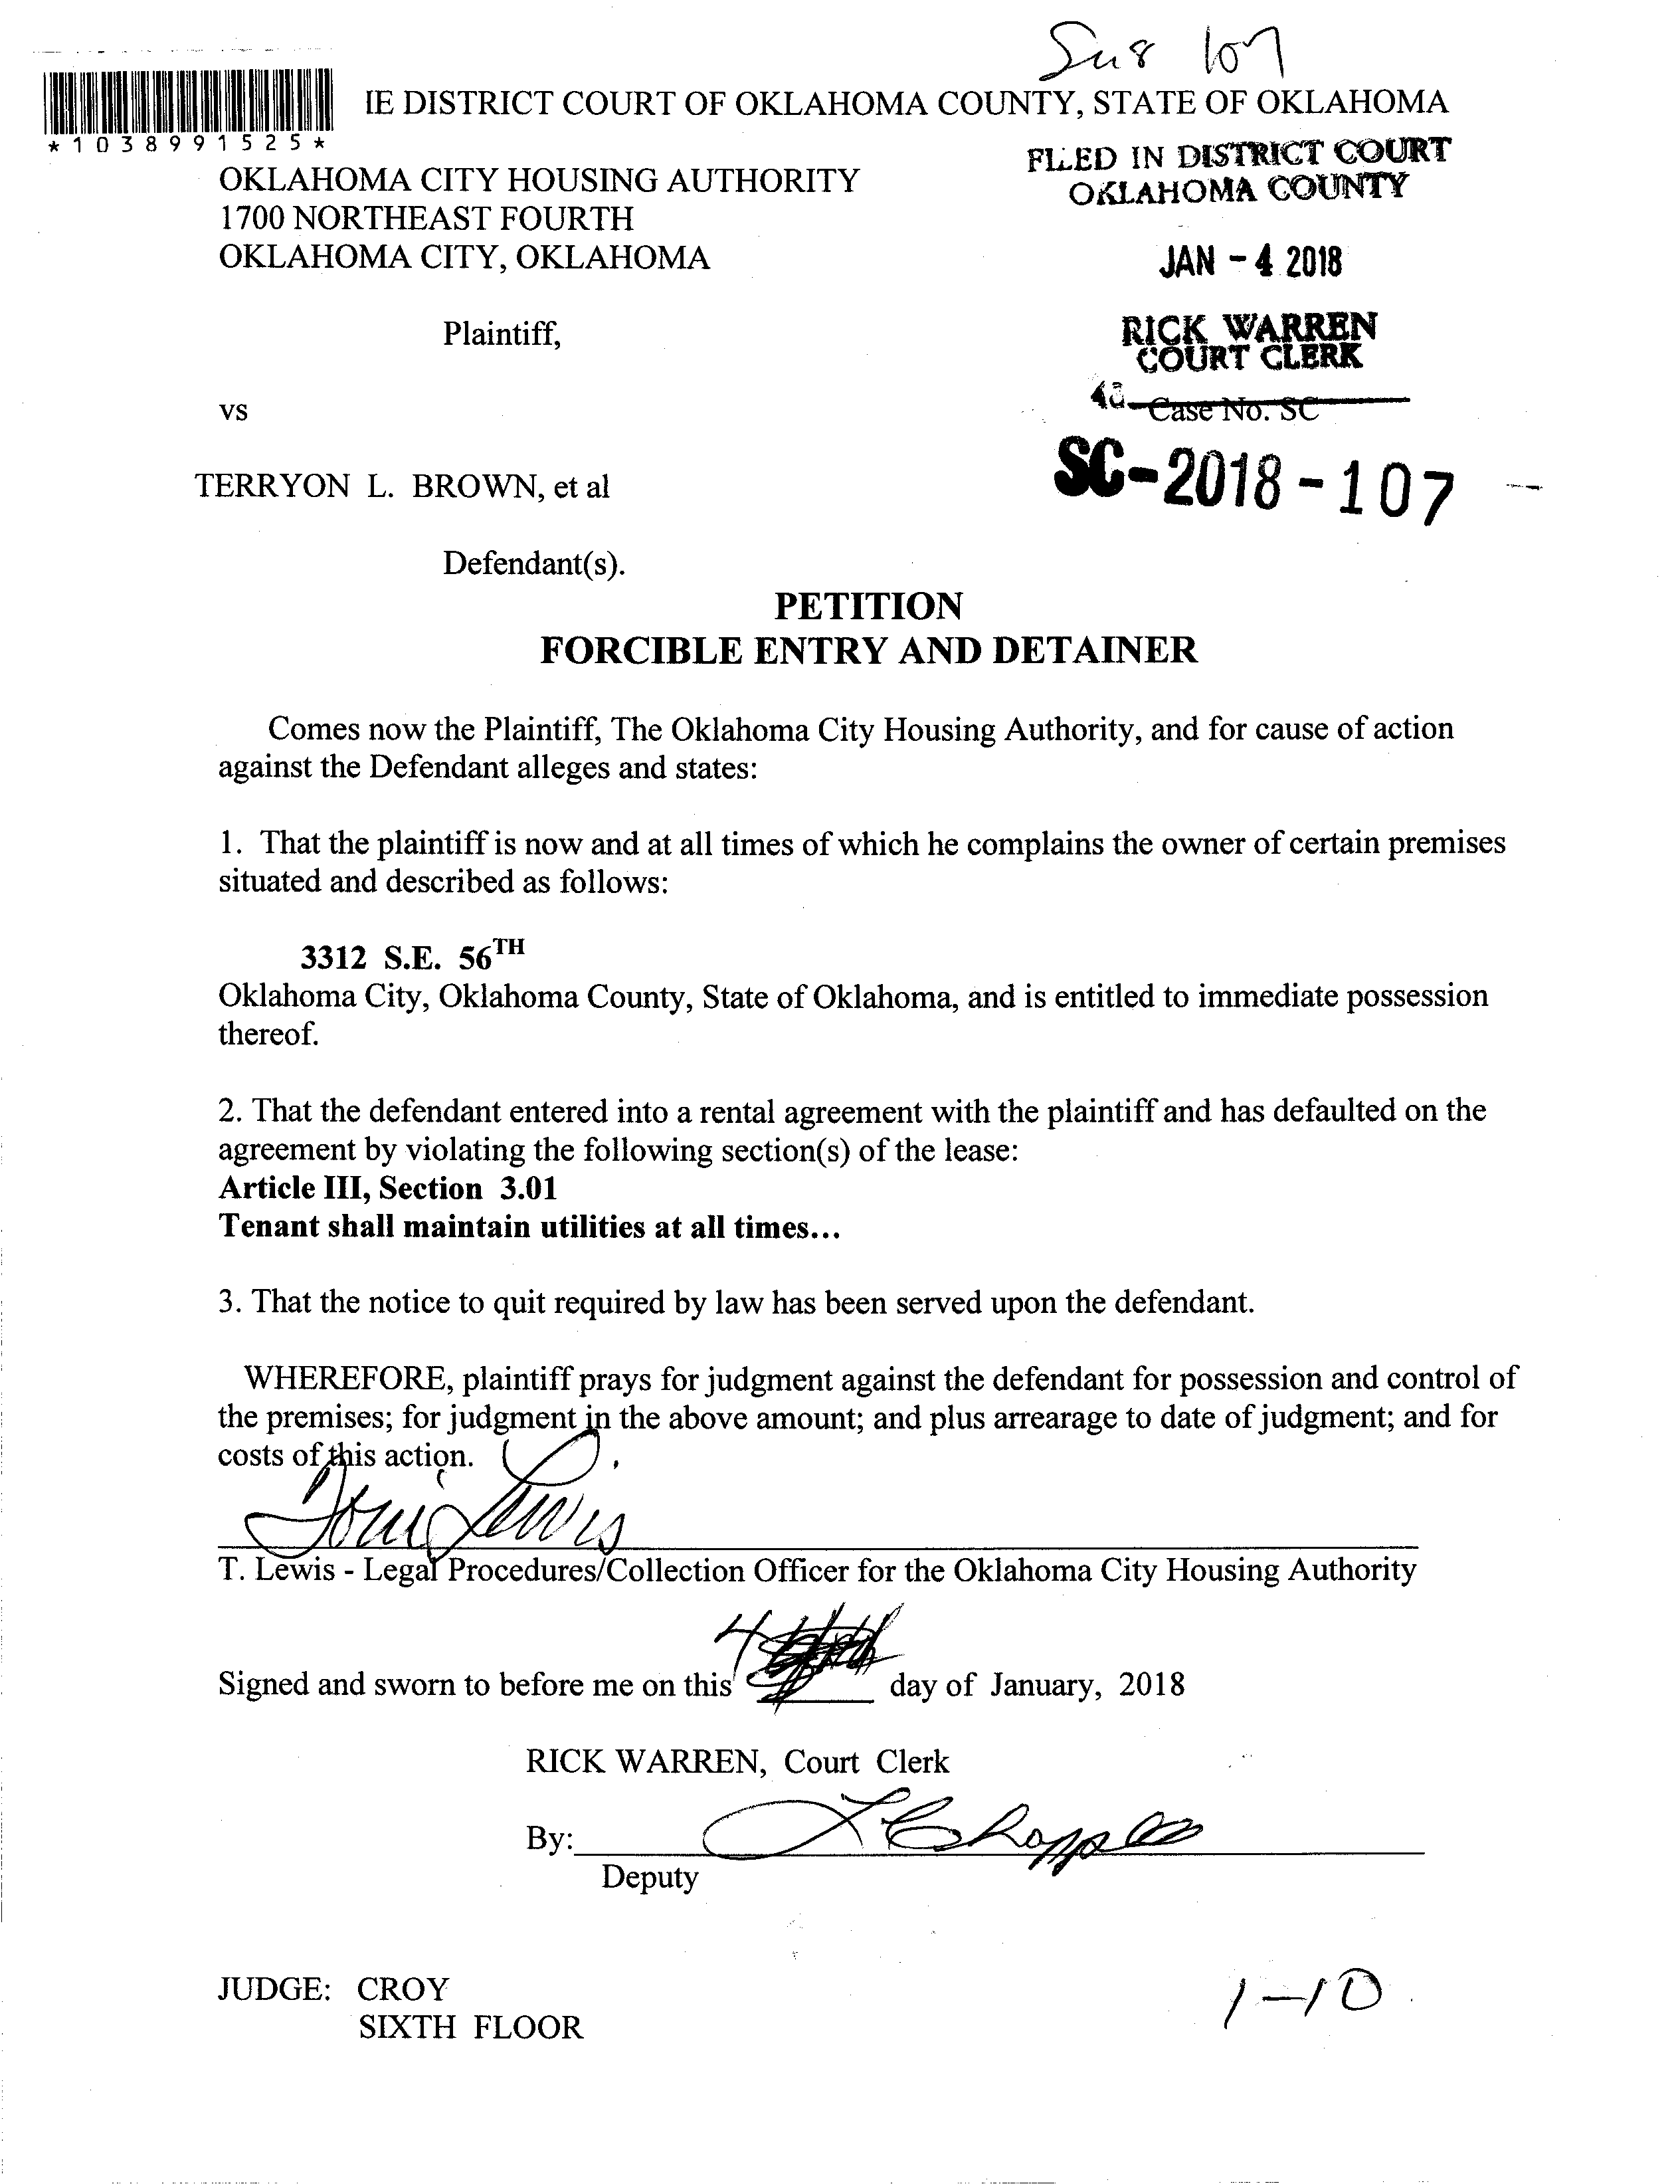 IE DISTRICT COURT OF OKLAHOMA COUNTY, STATE OF OKLAHOMA
*1038991525*
FILED IN DISTRICT COURT
OKLAHOMA COUNTY
OKLAHOMA CITY HOUSING AUTHORITY
1700 NORTHEAST FOURTH
OKLAHOMA CITY, OKLAHOMA
JAN - 4 2018
Plaintiff,
RICK WARREN
COURT CLERK
vs
Case No. SC
TERRYON L. BROWN, et al
SC-2018-107
Defendant(s).
PETITION
FORCIBLE ENTRY AND DETAINER
Comes now the Plaintiff, The Oklahoma City Housing Authority, and for cause of action
against the Defendant alleges and states:
1. That the plaintiff is now and at all times of which he complains the owner of certain premises
situated and described as follows:
3312 S.E. 56TH
Oklahoma City, Oklahoma County, State of Oklahoma, and is entitled to immediate possession
thereof.
2. That the defendant entered into a rental agreement with the plaintiff and has defaulted on the
agreement by violating the following section(s) of the lease:
Article III, Section 3.01
Tenant shall maintain utilities at all times...
3. That the notice to quit required by law has been served upon the defendant.
WHEREFORE, plaintiff prays for judgment against the defendant for possession and control of
the premises; for judgment in the above amount; and plus arrearage to date of judgment; and for
costs of this action.
Toni Lewis
T. Lewis - Legal Procedures/Collection Officer for the Oklahoma City Housing Authority
Signed and sworn to before me on this 4 day of January, 2018
RICK WARREN, Court Clerk
By:
Deputy
JUDGE: CROY
SIXTH FLOOR
1-10